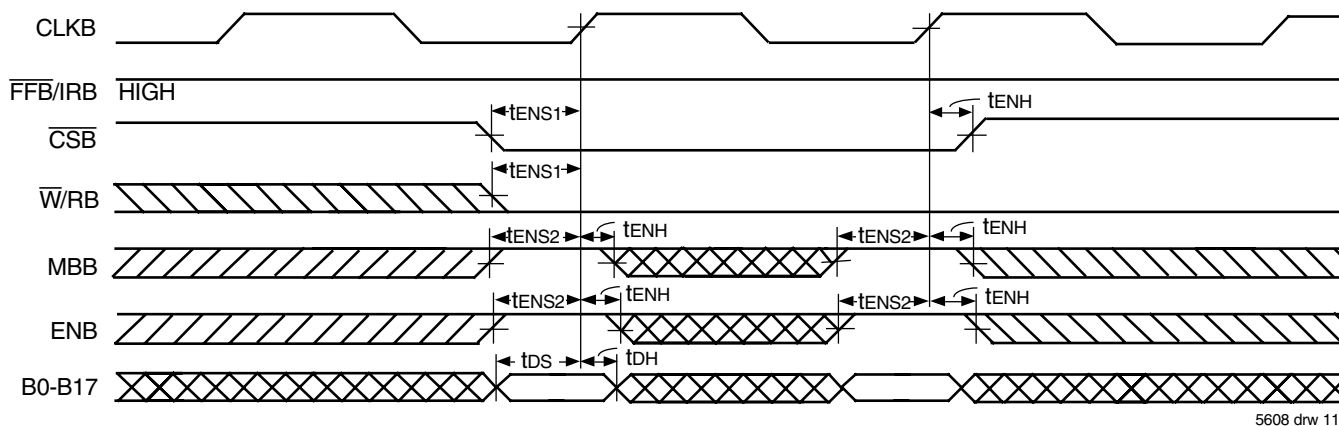 CLKB
FFB/IRB HIGH
tENS1 tENH
CSB
tENS1
W/RB
tENS2 tENH tENS2 tENH
MBB
tENS2 tENH tENS2 tENH
ENB
tDS tDH
B0-B17
5608 drw 11